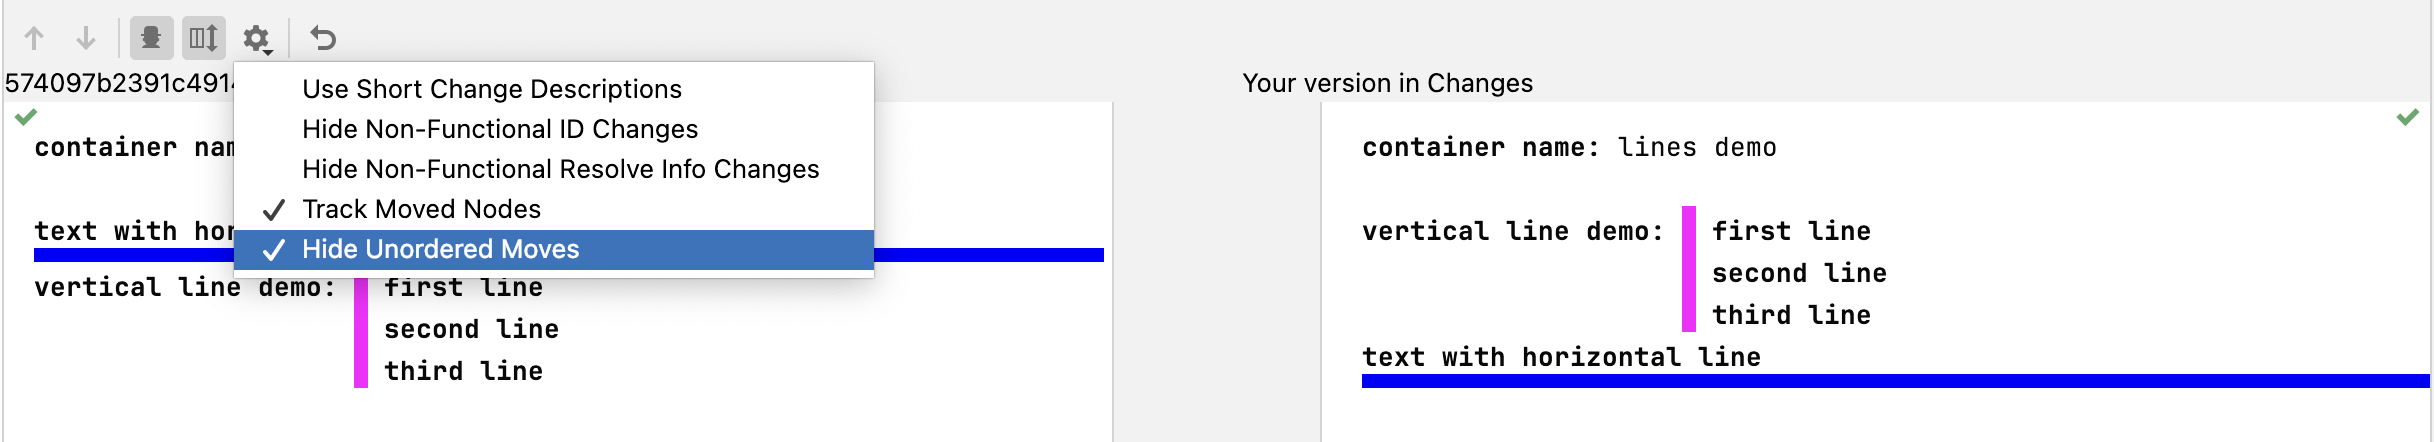 574097b2391c491
Your version in Changes
Use Short Change Descriptions
Hide Non-Functional ID Changes
Hide Non-Functional Resolve Info Changes
Track Moved Nodes
Hide Unordered Moves
container
text with
vertical line demo: first line
second line
third line
container name: lines demo
vertical line demo: first line
second line
third line
text with horizontal line